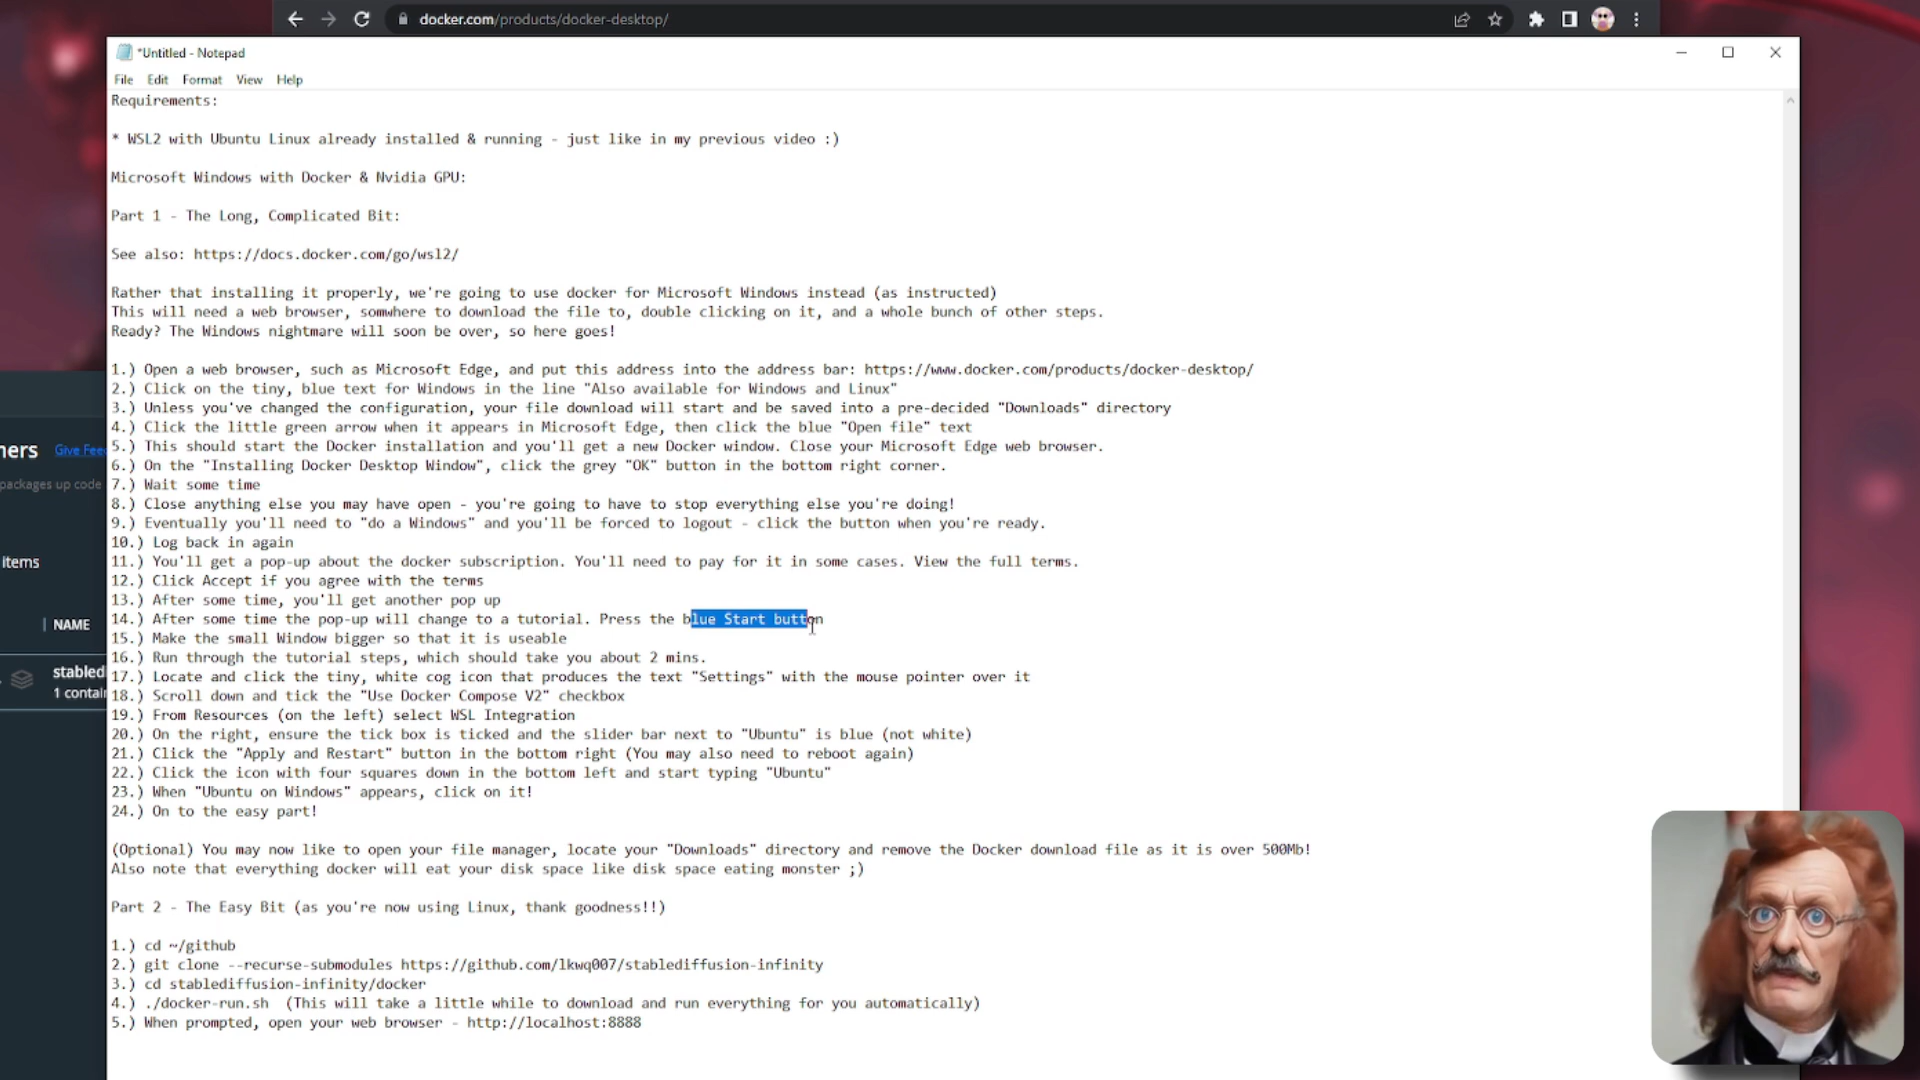 docker.com/products/docker-desktop/
*Untitled - Notepad
File Edit Format View Help
Requirements:
* WSL2 with Ubuntu Linux already installed & running - just like in my previous video :)
Microsoft Windows with Docker & Nvidia GPU:
Part 1 - The Long, Complicated Bit:
See also: https://docs.docker.com/go/wsl2/
Rather that installing it properly, we're going to use docker for Microsoft Windows instead (as instructed)
This will need a web browser, somwhere to download the file to, double clicking on it, and a whole bunch of other steps.
Ready? The Windows nightmare will soon be over, so here goes!
1.) Open a web browser, such as Microsoft Edge, and put this address into the address bar: https://www.docker.com/products/docker-desktop/
2.) Click on the tiny, blue text for Windows in the line "Also available for Windows and Linux"
3.) Unless you've changed the configuration, your file download will start and be saved into a pre-decided "Downloads" directory
4.) Click the little green arrow when it appears in Microsoft Edge, then click the blue "Open file" text
5.) This should start the Docker installation and you'll get a new Docker window. Close your Microsoft Edge web browser.
6.) On the "Installing Docker Desktop Window", click the grey "OK" button in the bottom right corner.
7.) Wait some time
8.) Close anything else you may have open - you're going to have to stop everything else you're doing!
9.) Eventually you'll need to "do a Windows" and you'll be forced to logout - click the button when you're ready.
10.) Log back in again
11.) You'll get a pop-up about the docker subscription. You'll need to pay for it in some cases. View the full terms.
12.) Click Accept if you agree with the terms
13.) After some time, you'll get another pop up
14.) After some time the pop-up will change to a tutorial. Press the blue Start button
15.) Make the small Window bigger so that it is useable
16.) Run through the tutorial steps, which should take you about 2 mins.
17.) Locate and click the tiny, white cog icon that produces the text "Settings" with the mouse pointer over it
18.) Scroll down and tick the "Use Docker Compose V2" checkbox
19.) From Resources (on the left) select WSL Integration
20.) On the right, ensure the tick box is ticked and the slider bar next to "Ubuntu" is blue (not white)
21.) Click the "Apply and Restart" button in the bottom right (You may also need to reboot again)
22.) Click the icon with four squares down in the bottom left and start typing "Ubuntu"
23.) When "Ubuntu on Windows" appears, click on it!
24.) On to the easy part!
(Optional) You may now like to open your file manager, locate your "Downloads" directory and remove the Docker download file as it is over 500Mb!
Also note that everything docker will eat your disk space like disk space eating monster ;)
Part 2 - The Easy Bit (as you're now using Linux, thank goodness!!)
1.) cd ~/github
2.) git clone --recurse-submodules https://github.com/lkwq007/stablediffusion-infinity
3.) cd stablediffusion-infinity/docker
4.) ./docker-run.sh (This will take a little while to download and run everything for you automatically)
5.) When prompted, open your web browser - http://localhost:8888
ners Give Fee
packages up code
items
NAME
stabled
1 contai